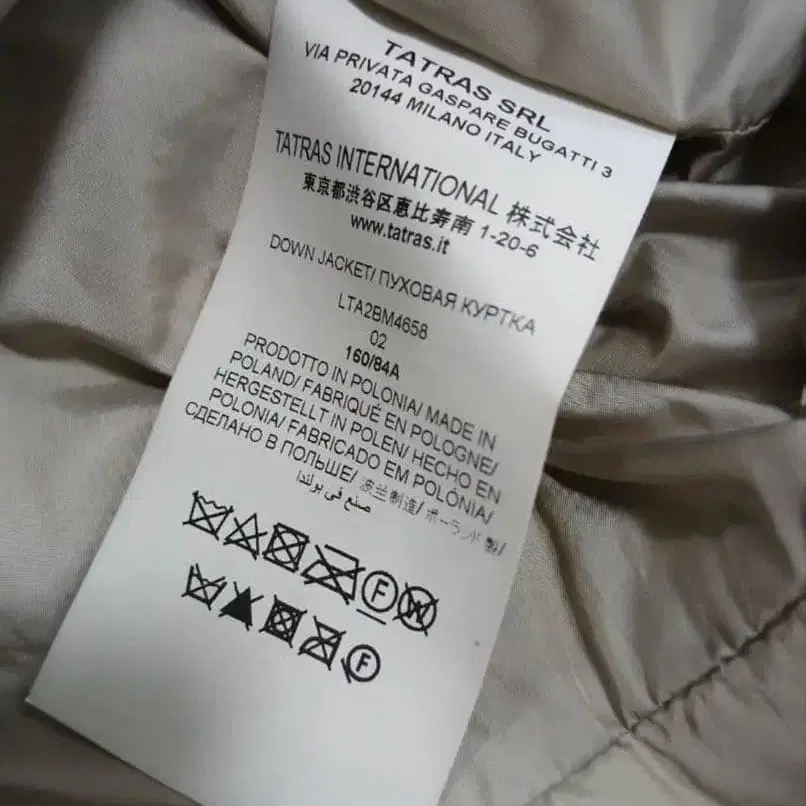 TATRAS SRL
VIA PRIVATA GASPARE BUGATTI 3
20144 MILANO ITALY
TATRAS INTERNATIONAL 株式会社
東京都渋谷区恵比寿南 1-20-6
www.tatras.it
DOWN JACKET/ ПУХОВАЯ КУРТКА
LTA2BM4658
02
160/84A
PRODOTTO IN POLONIA/ MADE IN
POLAND/ FABRIQUÉ EN POLOGNE/
HERGESTELLT IN POLEN/ HECHO EN
POLONIA/ FABRICADO EM POLÓNIA/
СДЕЛАНО В ПОЛЬШЕ/ 波兰制造/ ポーランド 製/
صنع في بولندا
F W
F